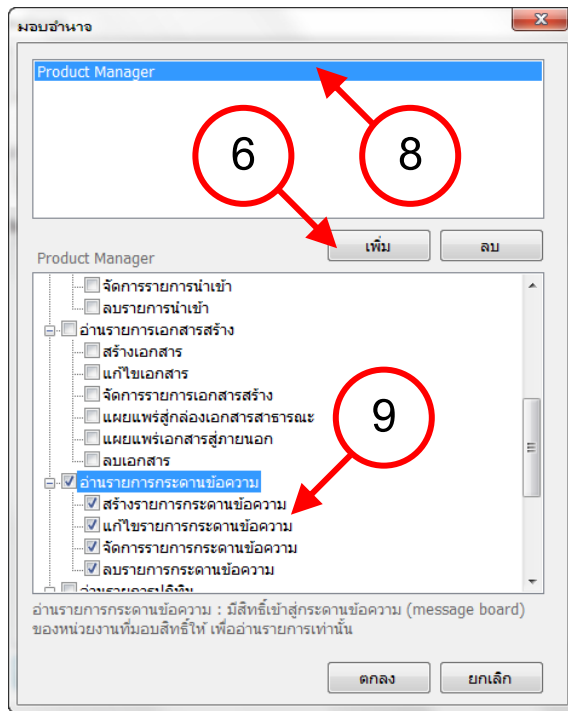 มอบอำนาจ
Product Manager
6
8
เพิ่ม
ลบ
Product Manager
จัดการรายการนำเข้า
ลบรายการนำเข้า
อ่านรายการเอกสารสร้าง
สร้างเอกสาร
แก้ไขเอกสาร
จัดการรายการเอกสารสร้าง
เผยแพร่สู่กล่องเอกสารสาธารณะ
เผยแพร่เอกสารสู่ภายนอก
ลบเอกสาร
9
อ่านรายการกระดานข้อความ
สร้างรายการกระดานข้อความ
แก้ไขรายการกระดานข้อความ
จัดการรายการกระดานข้อความ
ลบรายการกระดานข้อความ
อ่านรายการปฏิทิน
อ่านรายการกระดานข้อความ : มีสิทธิ์เข้าสู่กระดานข้อความ (message board)
ของหน่วยงานที่มอบสิทธิ์ให้ เพื่ออ่านรายการเท่านั้น
ตกลง
ยกเลิก